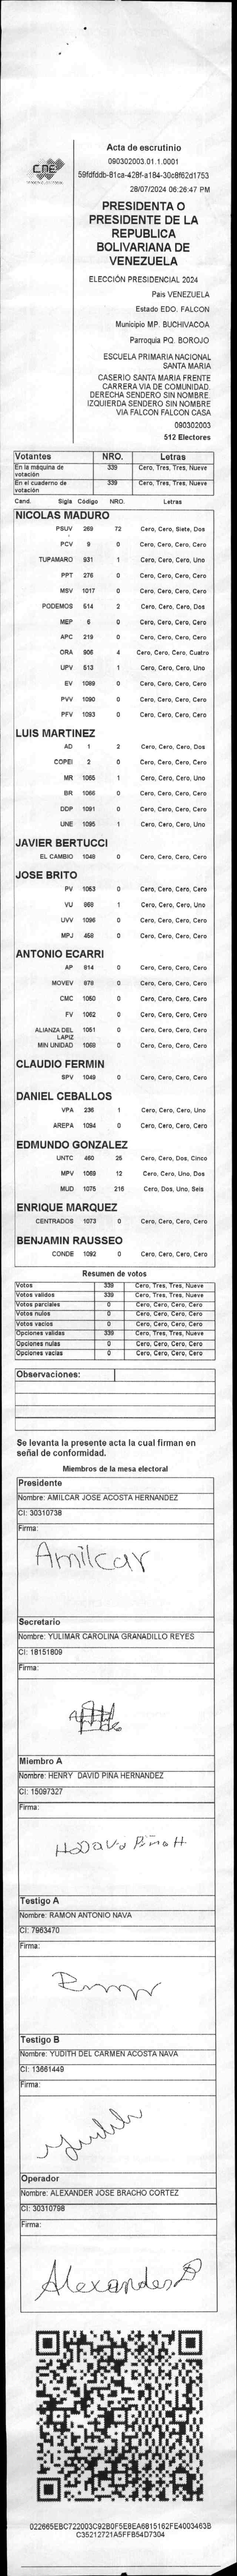 Acta de escrutinio
090302003.01.1.0001
59fdfddb-81ca-428f-a184-30c8f62d1753
28/07/2024 06:26:47 PM
CNE
PRESIDENTA O
PRESIDENTE DE LA
REPUBLICA
BOLIVARIANA DE
VENEZUELA
ELECCIÓN PRESIDENCIAL 2024
Pais VENEZUELA
Estado EDO. FALCON
Municipio MP. BUCHIVACOA
Parroquia PQ. BOROJO
ESCUELA PRIMARIA NACIONAL
SANTA MARIA
CASERIO SANTA MARIA FRENTE
CARRERA VIA DE COMUNIDAD.
DERECHA SENDERO SIN NOMBRE.
IZQUIERDA SENDERO SIN NOMBRE
VIA FALCON FALCON CASA
090302003
512 Electores
Votantes NRO. Letras
En la máquina de votación 339 Cero, Tres, Tres, Nueve
En el cuaderno de votación 339 Cero, Tres, Tres, Nueve
Cand. Sigla Código NRO. Letras
NICOLAS MADURO
PSUV 269 72 Cero, Cero, Siete, Dos
PCV 9 0 Cero, Cero, Cero, Cero
TUPAMARO 931 1 Cero, Cero, Cero, Uno
PPT 276 0 Cero, Cero, Cero, Cero
MSV 1017 0 Cero, Cero, Cero, Cero
PODEMOS 514 2 Cero, Cero, Cero, Dos
MEP 6 0 Cero, Cero, Cero, Cero
APC 219 0 Cero, Cero, Cero, Cero
ORA 906 4 Cero, Cero, Cero, Cuatro
UPV 513 1 Cero, Cero, Cero, Uno
EV 1089 0 Cero, Cero, Cero, Cero
PVV 1090 0 Cero, Cero, Cero, Cero
PFV 1093 0 Cero, Cero, Cero, Cero
LUIS MARTINEZ
AD 1 2 Cero, Cero, Cero, Dos
COPEI 2 0 Cero, Cero, Cero, Cero
MR 1065 1 Cero, Cero, Cero, Uno
BR 1066 0 Cero, Cero, Cero, Cero
DDP 1091 0 Cero, Cero, Cero, Cero
UNE 1095 1 Cero, Cero, Cero, Uno
JAVIER BERTUCCI
EL CAMBIO 1048 0 Cero, Cero, Cero, Cero
JOSE BRITO
PV 1053 0 Cero, Cero, Cero, Cero
VU 868 1 Cero, Cero, Cero, Uno
UVV 1096 0 Cero, Cero, Cero, Cero
MPJ 458 0 Cero, Cero, Cero, Cero
ANTONIO ECARRI
AP 814 0 Cero, Cero, Cero, Cero
MOVEV 878 0 Cero, Cero, Cero, Cero
CMC 1050 0 Cero, Cero, Cero, Cero
FV 1062 0 Cero, Cero, Cero, Cero
ALIANZA DEL LAPIZ 1051 0 Cero, Cero, Cero, Cero
MIN UNIDAD 1068 0 Cero, Cero, Cero, Cero
CLAUDIO FERMIN
SPV 1049 0 Cero, Cero, Cero, Cero
DANIEL CEBALLOS
VPA 236 1 Cero, Cero, Cero, Uno
AREPA 1094 0 Cero, Cero, Cero, Cero
EDMUNDO GONZALEZ
UNTC 460 25 Cero, Cero, Dos, Cinco
MPV 1069 12 Cero, Cero, Uno, Dos
MUD 1075 216 Cero, Dos, Uno, Seis
ENRIQUE MARQUEZ
CENTRADOS 1073 0 Cero, Cero, Cero, Cero
BENJAMIN RAUSSEO
CONDE 1092 0 Cero, Cero, Cero, Cero
Resumen de votos
Votos 339 Cero, Tres, Tres, Nueve
Votos validos 339 Cero, Tres, Tres, Nueve
Votos parciales 0 Cero, Cero, Cero, Cero
Votos nulos 0 Cero, Cero, Cero, Cero
Votos vacios 0 Cero, Cero, Cero, Cero
Opciones validas 339 Cero, Tres, Tres, Nueve
Opciones nulas 0 Cero, Cero, Cero, Cero
Opciones vacias 0 Cero, Cero, Cero, Cero
Observaciones:
Se levanta la presente acta la cual firman en
señal de conformidad.
Miembros de la mesa electoral
Presidente
Nombre: AMILCAR JOSE ACOSTA HERNANDEZ
CI: 30310738
Firma:
Amilcar
Secretario
Nombre: YULIMAR CAROLINA GRANADILLO REYES
CI: 18151809
Firma:
Miembro A
Nombre: HENRY DAVID PINA HERNANDEZ
CI: 15097327
Firma:
HDavid Piña H
Testigo A
Nombre: RAMON ANTONIO NAVA
CI: 7963470
Firma:
Testigo B
Nombre: YUDITH DEL CARMEN ACOSTA NAVA
CI: 13661449
Firma:
Yudith
Operador
Nombre: ALEXANDER JOSE BRACHO CORTEZ
CI: 30310798
Firma:
Alexander B
022665EBC722003C92B0F5E8EA6815162FE4003463B
C35212721A5FFB54D7304